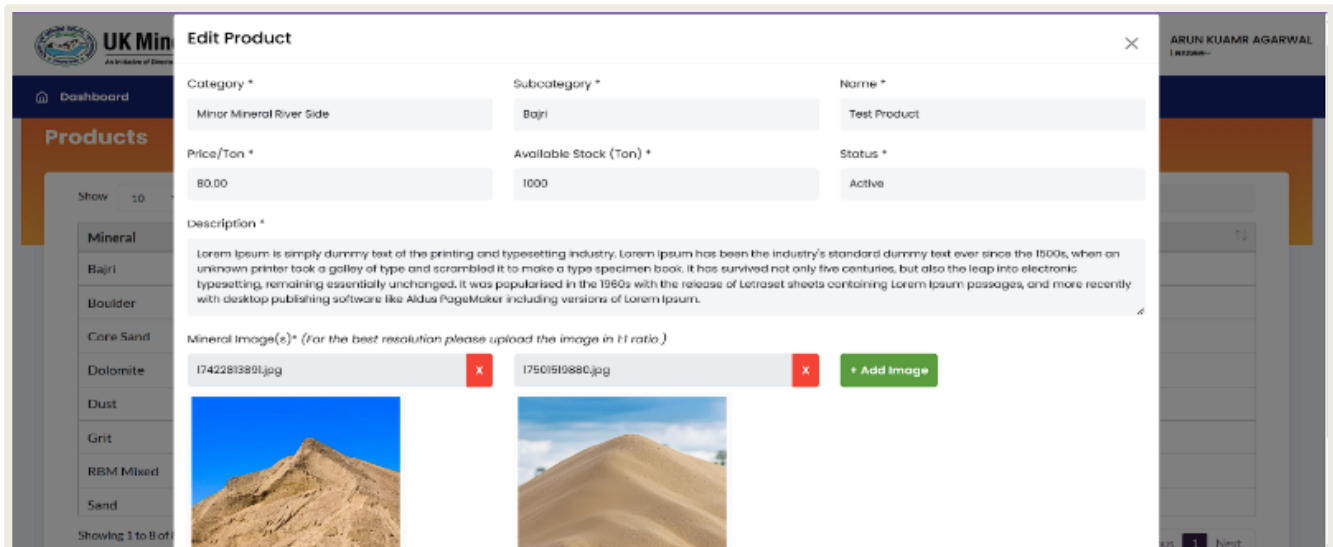 UK Min
Edit Product
ARUN KUAMR AGARWAL
Dashboard
Category *
Subcategory *
Name *
Minor Mineral River Side
Bajri
Test Product
Products
Price/Ton *
Available Stock (Ton) *
Status *
80.00
1000
Active
Show 10
Description *
Mineral
Lorem Ipsum is simply dummy text of the printing and typesetting industry. Lorem Ipsum has been the industry's standard dummy text ever since the 1500s, when an
unknown printer took a galley of type and scrambled it to make a type specimen book. It has survived not only five centuries, but also the leap into electronic
typesetting, remaining essentially unchanged. It was popularised in the 1960s with the release of Letraset sheets containing Lorem Ipsum passages, and more recently
with desktop publishing software like Aldus PageMaker including versions of Lorem Ipsum.
Bajri
Boulder
Core Sand
Mineral Image(s)* (For the best resolution please upload the image in 1:1 ratio.)
Dolomite
17422813891.jpg
X
17501519880.jpg
X
+ Add Image
Dust
Grit
RBM Mixed
Sand
Showing 1 to 8 of
1
Next